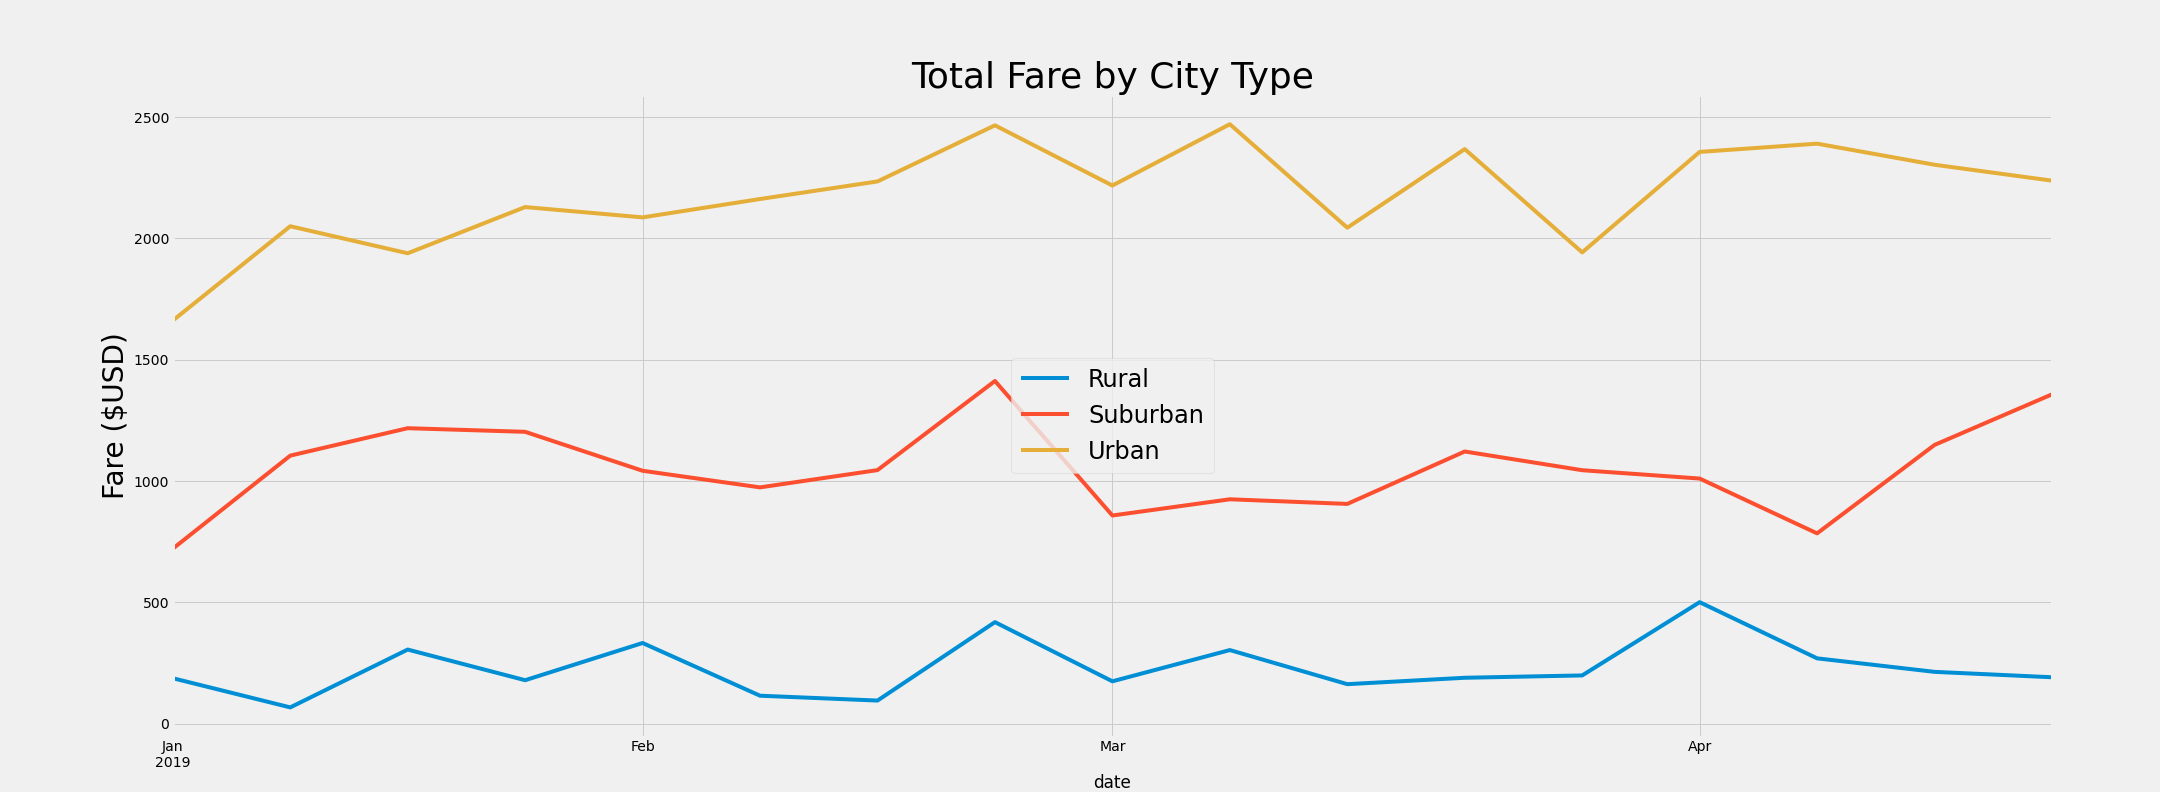 Total Fare by City Type
Fare ($USD)
2500
2000
1500
1000
500
0
Rural
Suburban
Urban
Jan
2019
Feb
Mar
Apr
date